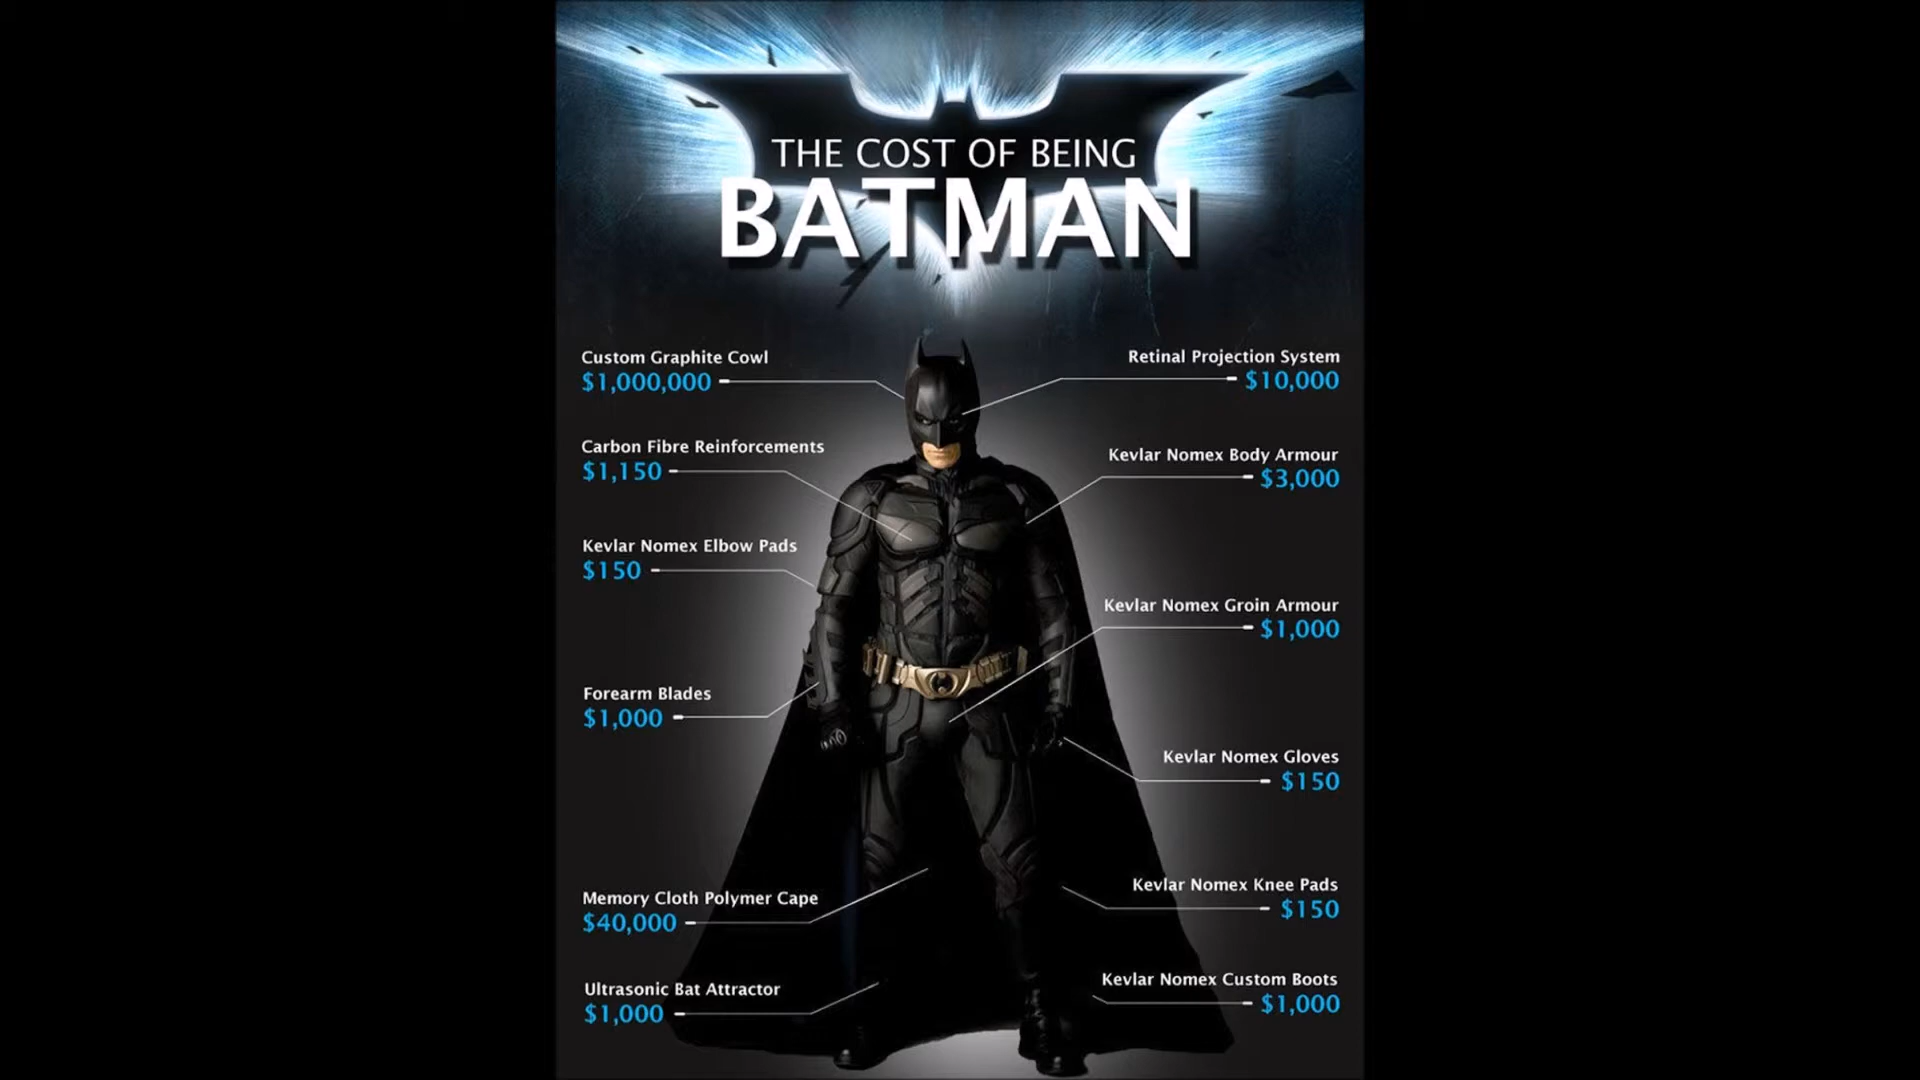 THE COST OF BEING
BATMAN
Custom Graphite Cowl
$1,000,000
Retinal Projection System
$10,000
Carbon Fibre Reinforcements
$1,150
Kevlar Nomex Body Armour
$3,000
Kevlar Nomex Elbow Pads
$150
Kevlar Nomex Groin Armour
$1,000
Forearm Blades
$1,000
Kevlar Nomex Gloves
$150
Memory Cloth Polymer Cape
$40,000
Kevlar Nomex Knee Pads
$150
Ultrasonic Bat Attractor
$1,000
Kevlar Nomex Custom Boots
$1,000